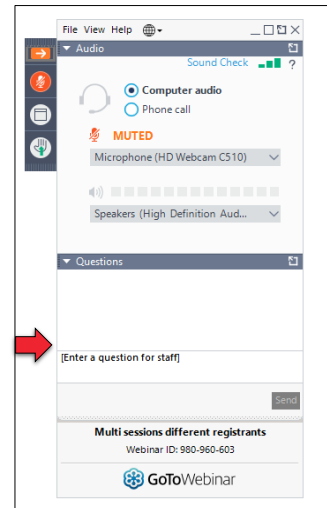 File View Help
Audio
Sound Check ?
Computer audio
Phone call
MUTED
Microphone (HD Webcam C510)
Speakers (High Definition Aud...
Questions
[Enter a question for staff]
Send
Multi sessions different registrants
Webinar ID: 980-960-603
GoToWebinar